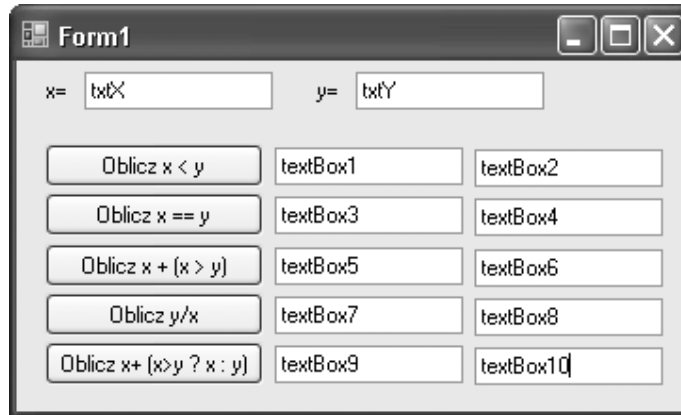 Form1
x= txtX y= txtY
Oblicz x < y textBox1 textBox2
Oblicz x == y textBox3 textBox4
Oblicz x + (x > y) textBox5 textBox6
Oblicz y/x textBox7 textBox8
Oblicz x+ (x>y ? x : y) textBox9 textBox10